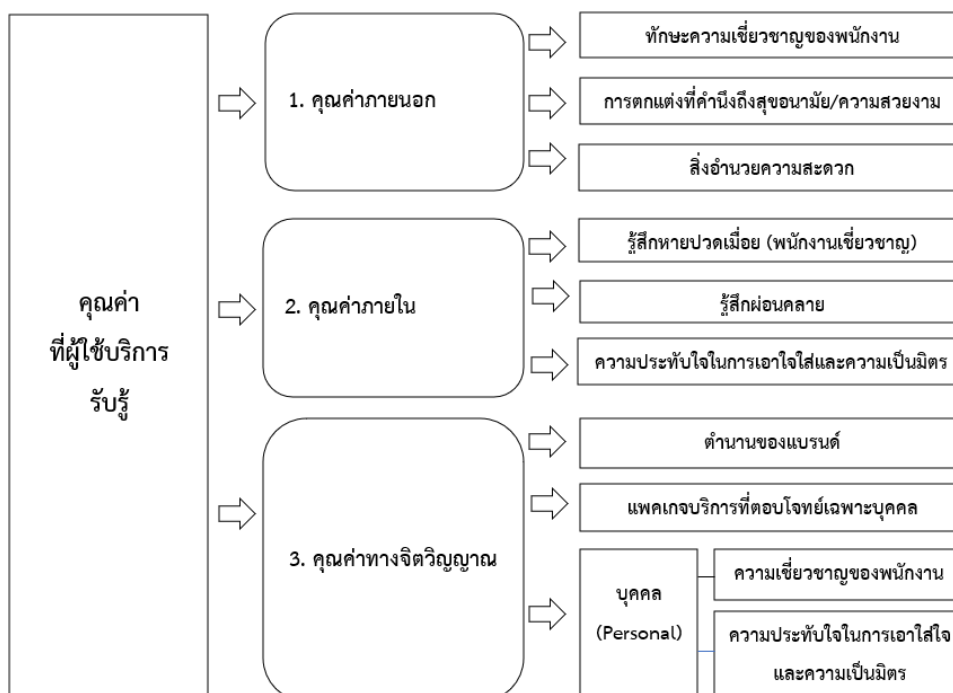 คุณค่า
ที่ผู้ใช้บริการ
รับรู้
1. คุณค่าภายนอก
ทักษะความเชี่ยวชาญของพนักงาน
การตกแต่งที่คำนึงถึงสุขอนามัย/ความสวยงาม
สิ่งอำนวยความสะดวก
2. คุณค่าภายใน
รู้สึกหายปวดเมื่อย (พนักงานเชี่ยวชาญ)
รู้สึกผ่อนคลาย
ความประทับใจในการเอาใจใส่และความเป็นมิตร
3. คุณค่าทางจิตวิญญาณ
ตำนานของแบรนด์
แพคเกจบริการที่ตอบโจทย์เฉพาะบุคคล
บุคคล
(Personal)
ความเชี่ยวชาญของพนักงาน
ความประทับใจในการเอาใส่ใจ
และความเป็นมิตร